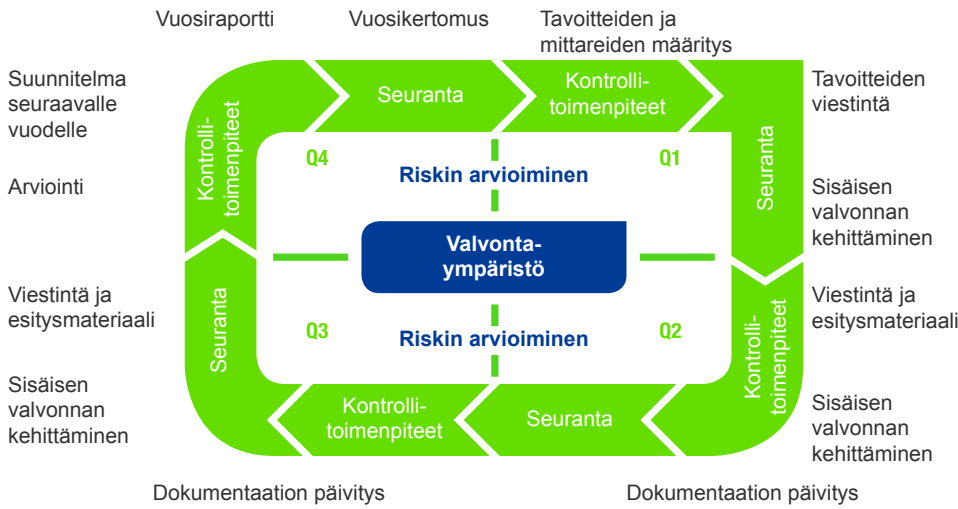 Vuosiraportti
Vuosikertomus
Tavoitteiden ja
mittareiden määritys
Suunnitelma
seuraavalle
vuodelle
Seuranta
Kontrolli-
toimenpiteet
Tavoitteiden
viestintä
Kontrolli-
toimenpiteet
Q4
Riskin arvioiminen
Q1
Seuranta
Arviointi
Sisäisen
valvonnan
kehittäminen
Valvonta-
ympäristö
Viestintä ja
esitysmateriaali
Seuranta
Q3
Riskin arvioiminen
Q2
Kontrolli-
toimenpiteet
Viestintä ja
esitysmateriaali
Sisäisen
valvonnan
kehittäminen
Kontrolli-
toimenpiteet
Seuranta
Sisäisen
valvonnan
kehittäminen
Dokumentaation päivitys
Dokumentaation päivitys